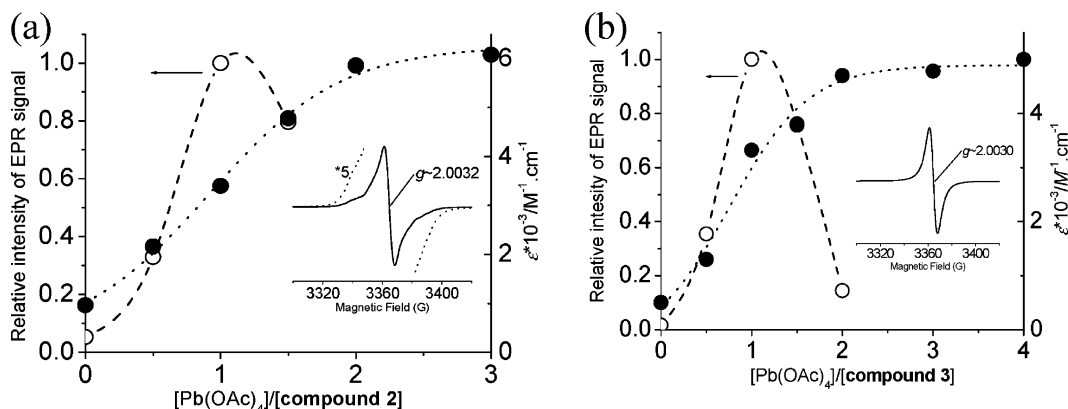 (a)
Relative intensity of EPR signal
1.0
0.8
0.6
0.4
0.2
0.0
6
4
2
0
ε*10⁻³/M⁻¹.cm⁻¹
*5
g~2.0032
3320 3360 3400
Magnetic Field (G)
0 1 2 3
[Pb(OAc)₄]/[compound 2]
(b)
Relative intesity of EPR signal
1.0
0.8
0.6
0.4
0.2
0.0
4
2
0
ε*10⁻³/M⁻¹.cm⁻¹
g~2.0030
3320 3360 3400
Magnetic Field (G)
0 1 2 3 4
[Pb(OAc)₄]/[compound 3]